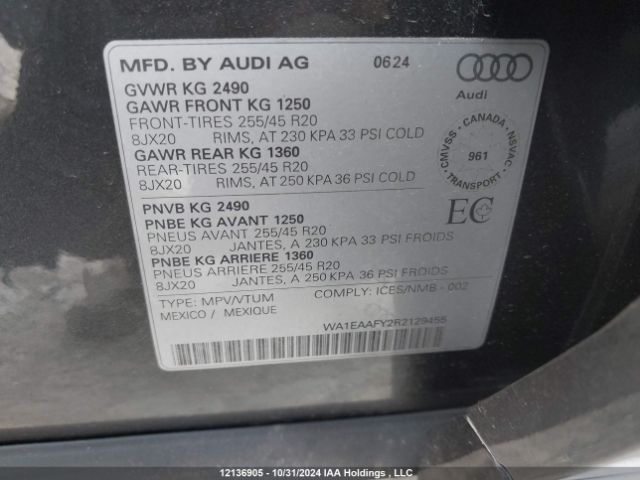 MFD. BY AUDI AG 0624
GVWR KG 2490
GAWR FRONT KG 1250
FRONT-TIRES 255/45 R20
8JX20 RIMS, AT 230 KPA 33 PSI COLD
GAWR REAR KG 1360
REAR-TIRES 255/45 R20
8JX20 RIMS, AT 250 KPA 36 PSI COLD
Audi
CMVSS - CANADA - NSVAC
961
TRANSPORT
PNVB KG 2490
PNBE KG AVANT 1250
PNEUS AVANT 255/45 R20
8JX20 JANTES, A 230 KPA 33 PSI FROIDS
PNBE KG ARRIERE 1360
PNEUS ARRIERE 255/45 R20
8JX20 JANTES, A 250 KPA 36 PSI FROIDS
EC
TYPE: MPV/VTUM COMPLY: ICES/NMB - 002
MEXICO / MEXIQUE
WA1EAAFY2R2129455
12136905 - 10/31/2024 IAA Holdings , LLC